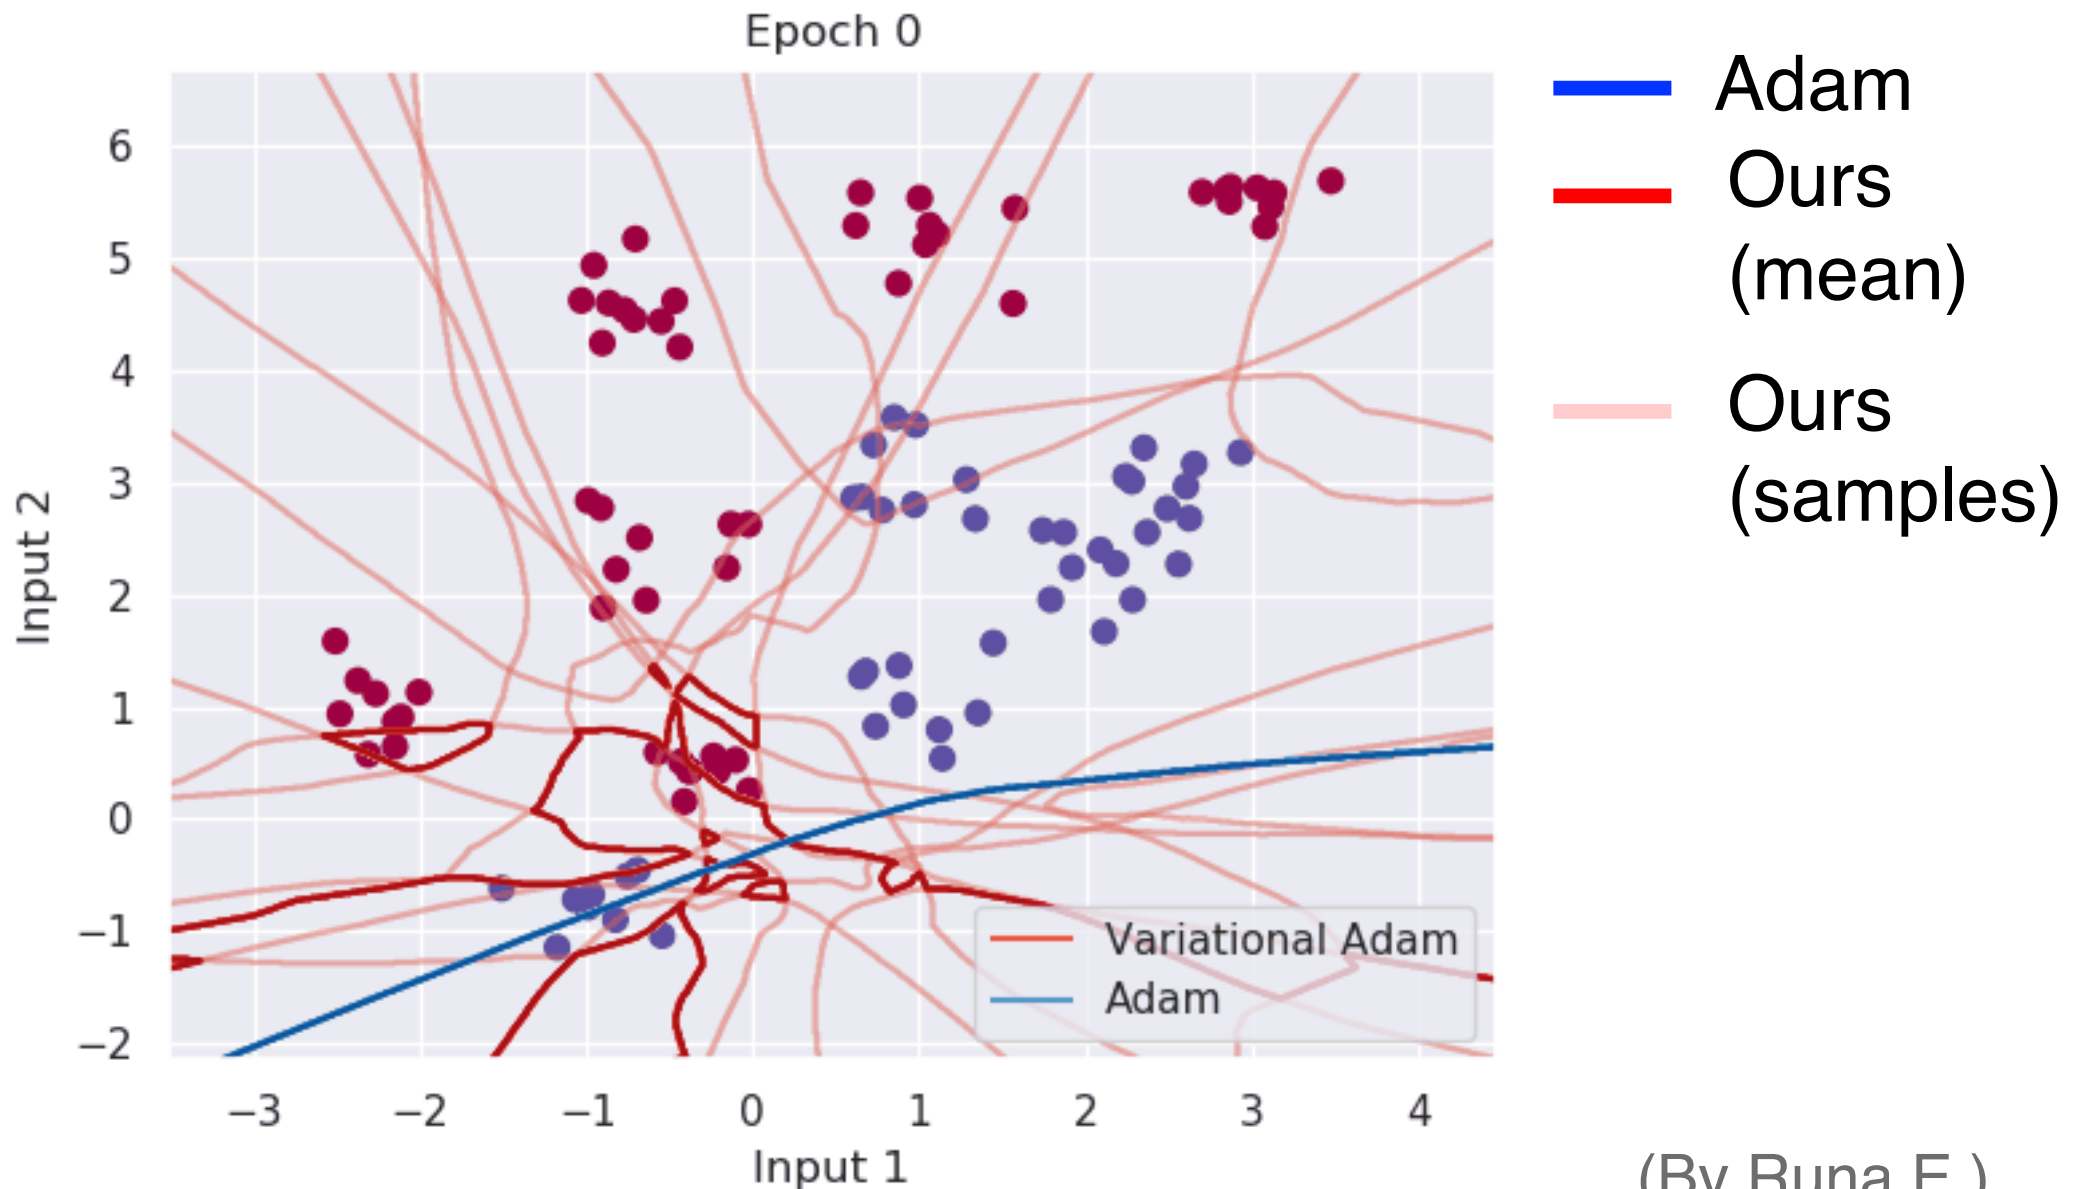 Epoch 0
6
5
4
3
2
1
0
−1
−2
Input 2
−3 −2 −1 0 1 2 3 4
Input 1
Variational Adam
Adam
Adam
Ours
(mean)
Ours
(samples)
(By Runa E.)